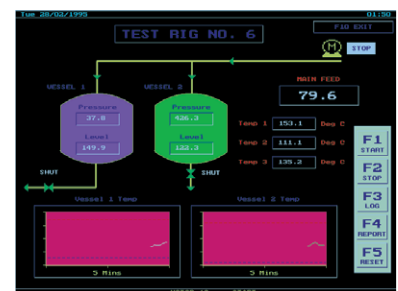 Tue 28/02/1995
01:50
F10 EXIT
TEST RIG NO. 6
M
STOP
MAIN FEED
79.6
VESSEL 1
VESSEL 2
Pressure
37.8
Level
149.9
Pressure
426.3
Level
122.3
Temp 1 153.1 Deg C
Temp 2 111.1 Deg C
Temp 3 139.2 Deg C
SHUT
SHUT
F1
START
F2
STOP
F3
LOG
F4
REPORT
F5
RESET
Vessel 1 Temp
Vessel 2 Temp
5 Mins
5 Mins